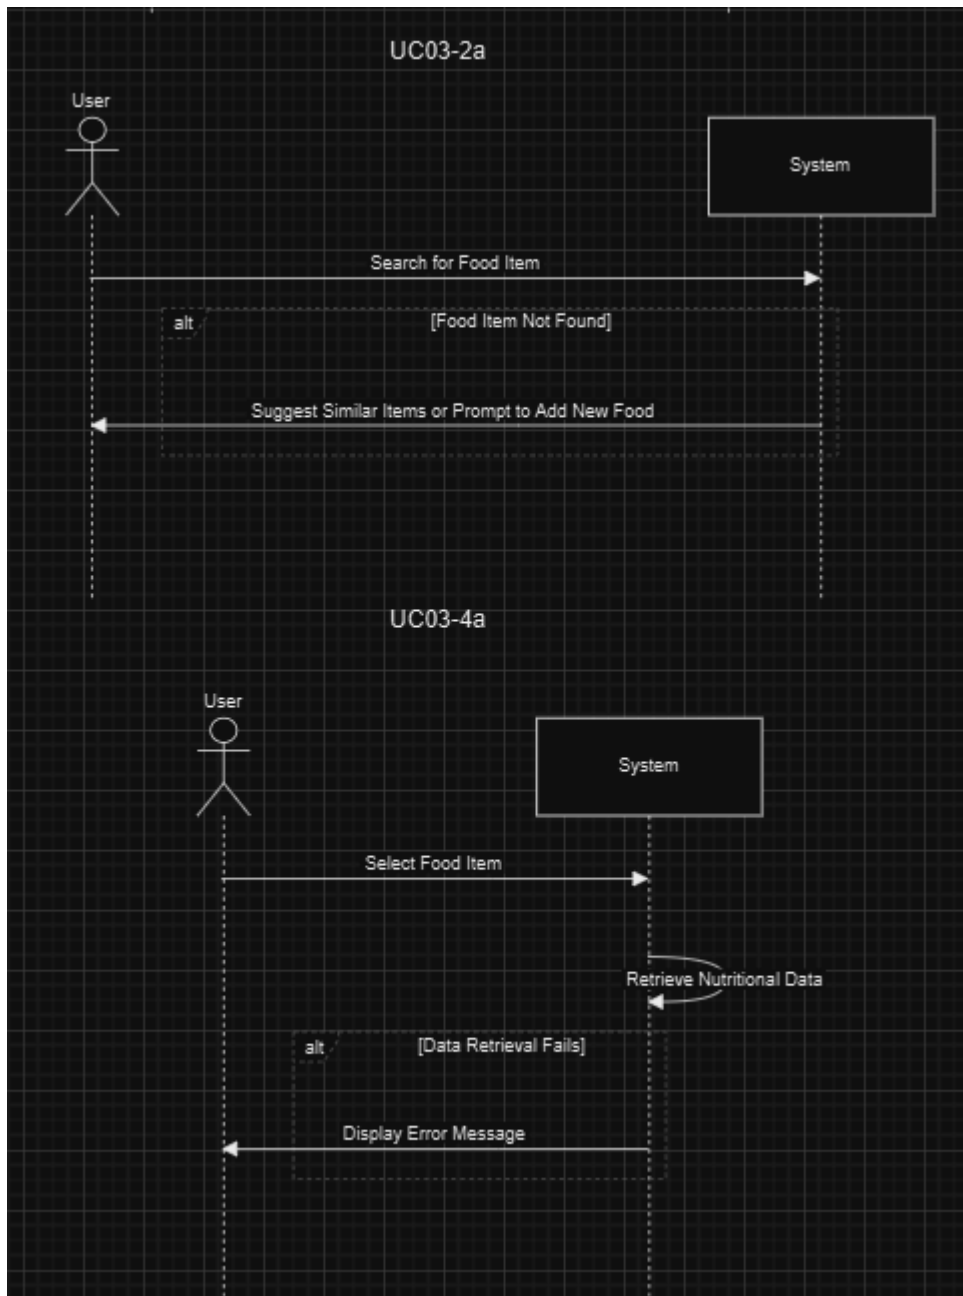 UC03-2a
User
System
Search for Food Item
alt
[Food Item Not Found]
Suggest Similar Items or Prompt to Add New Food
UC03-4a
User
System
Select Food Item
Retrieve Nutritional Data
alt
[Data Retrieval Fails]
Display Error Message